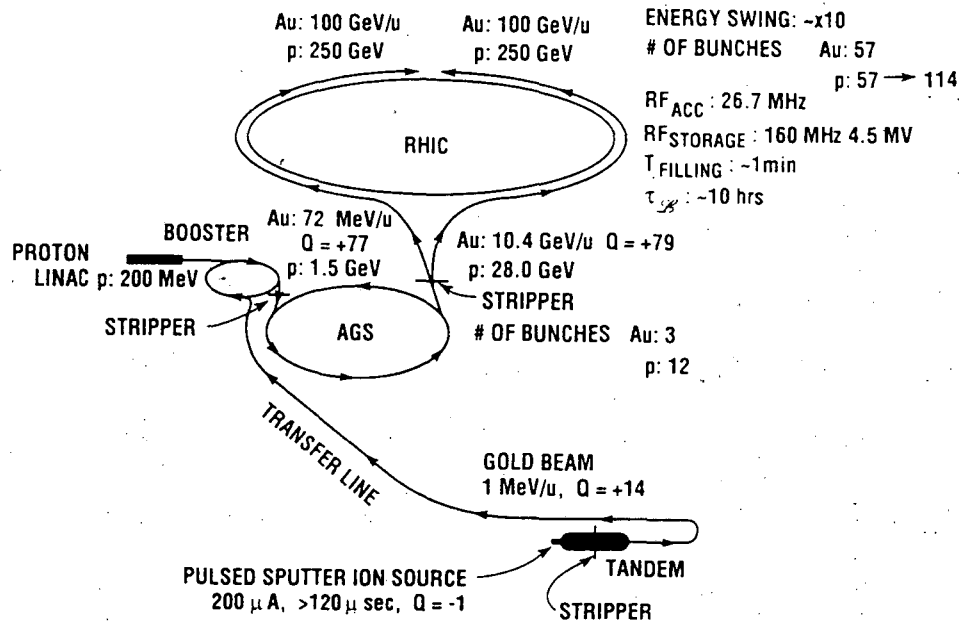 Au: 100 GeV/u
p: 250 GeV
Au: 100 GeV/u
p: 250 GeV
ENERGY SWING: ~x10
# OF BUNCHES Au: 57
p: 57 → 114
RF_ACC : 26.7 MHz
RF_STORAGE : 160 MHz 4.5 MV
T_FILLING : ~1min
τ_ℒ : ~10 hrs
RHIC
Au: 72 MeV/u
Q = +77
p: 1.5 GeV
Au: 10.4 GeV/u Q = +79
p: 28.0 GeV
STRIPPER
BOOSTER
PROTON
LINAC p: 200 MeV
STRIPPER
AGS
# OF BUNCHES Au: 3
p: 12
TRANSFER LINE
GOLD BEAM
1 MeV/u, Q = +14
PULSED SPUTTER ION SOURCE
200 μA, >120 μ sec, Q = -1
TANDEM
STRIPPER